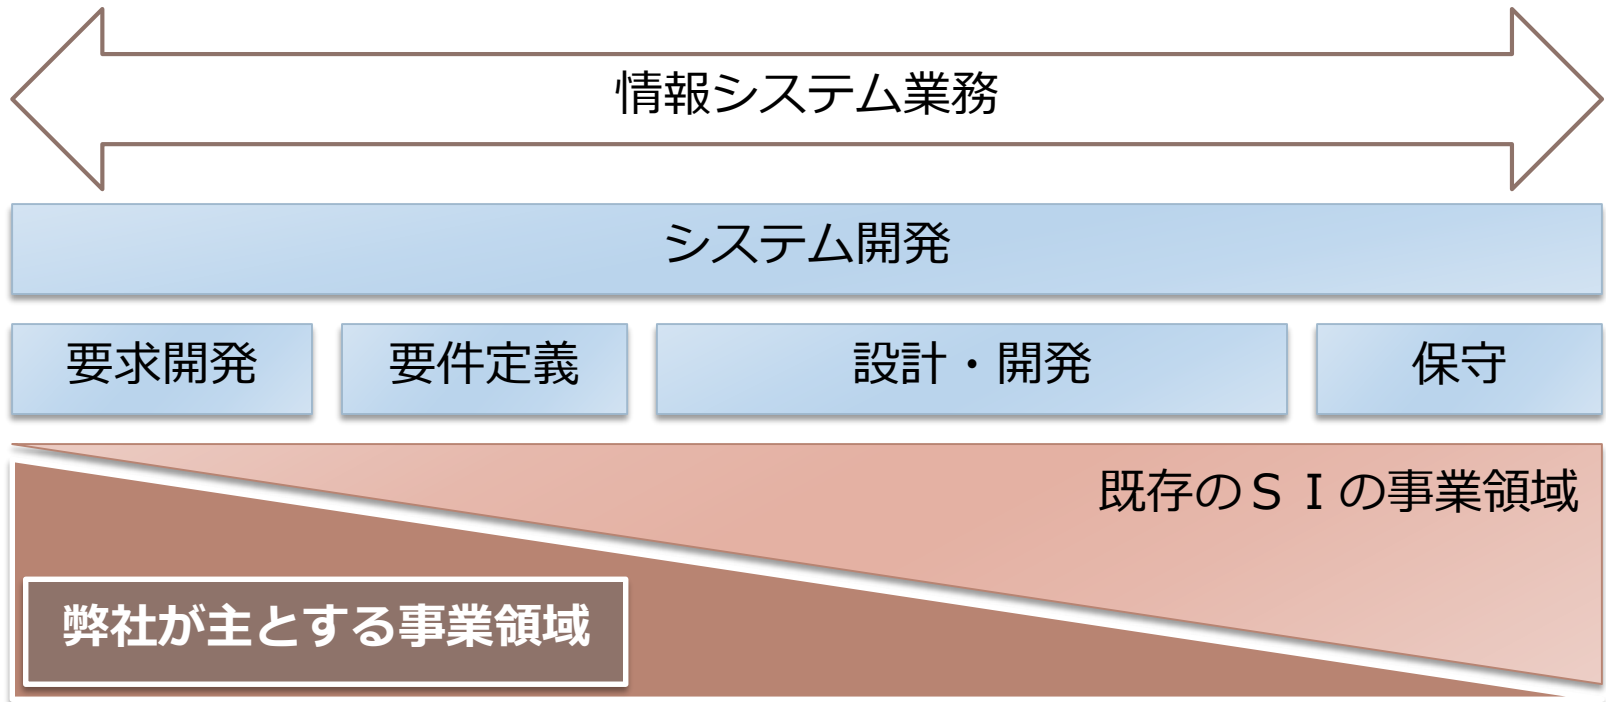 情報システム業務
システム開発
要求開発
要件定義
設計・開発
保守
既存のＳＩの事業領域
弊社が主とする事業領域